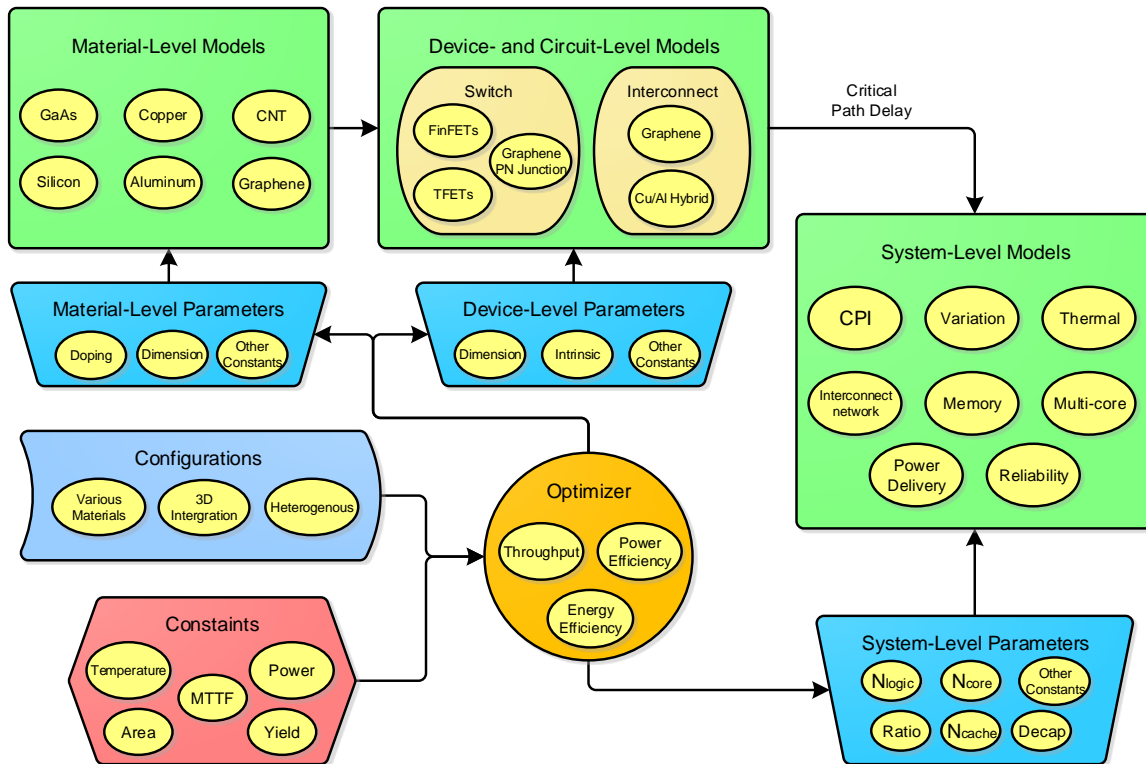 Material-Level Models
GaAs
Copper
CNT
Silicon
Aluminum
Graphene
Device- and Circuit-Level Models
Switch
FinFETs
Graphene
PN Junction
TFETs
Interconnect
Graphene
Cu/Al Hybrid
Critical
Path Delay
Material-Level Parameters
Doping
Dimension
Other
Constants
Device-Level Parameters
Dimension
Intrinsic
Other
Constants
System-Level Models
CPI
Variation
Thermal
Interconnect
network
Memory
Multi-core
Power
Delivery
Reliability
Configurations
Various
Materials
3D
Intergration
Heterogenous
Optimizer
Throughput
Power
Efficiency
Energy
Efficiency
Constaints
Temperature
Power
MTTF
Area
Yield
System-Level Parameters
Nlogic
Ncore
Other
Constants
Ratio
Ncache
Decap